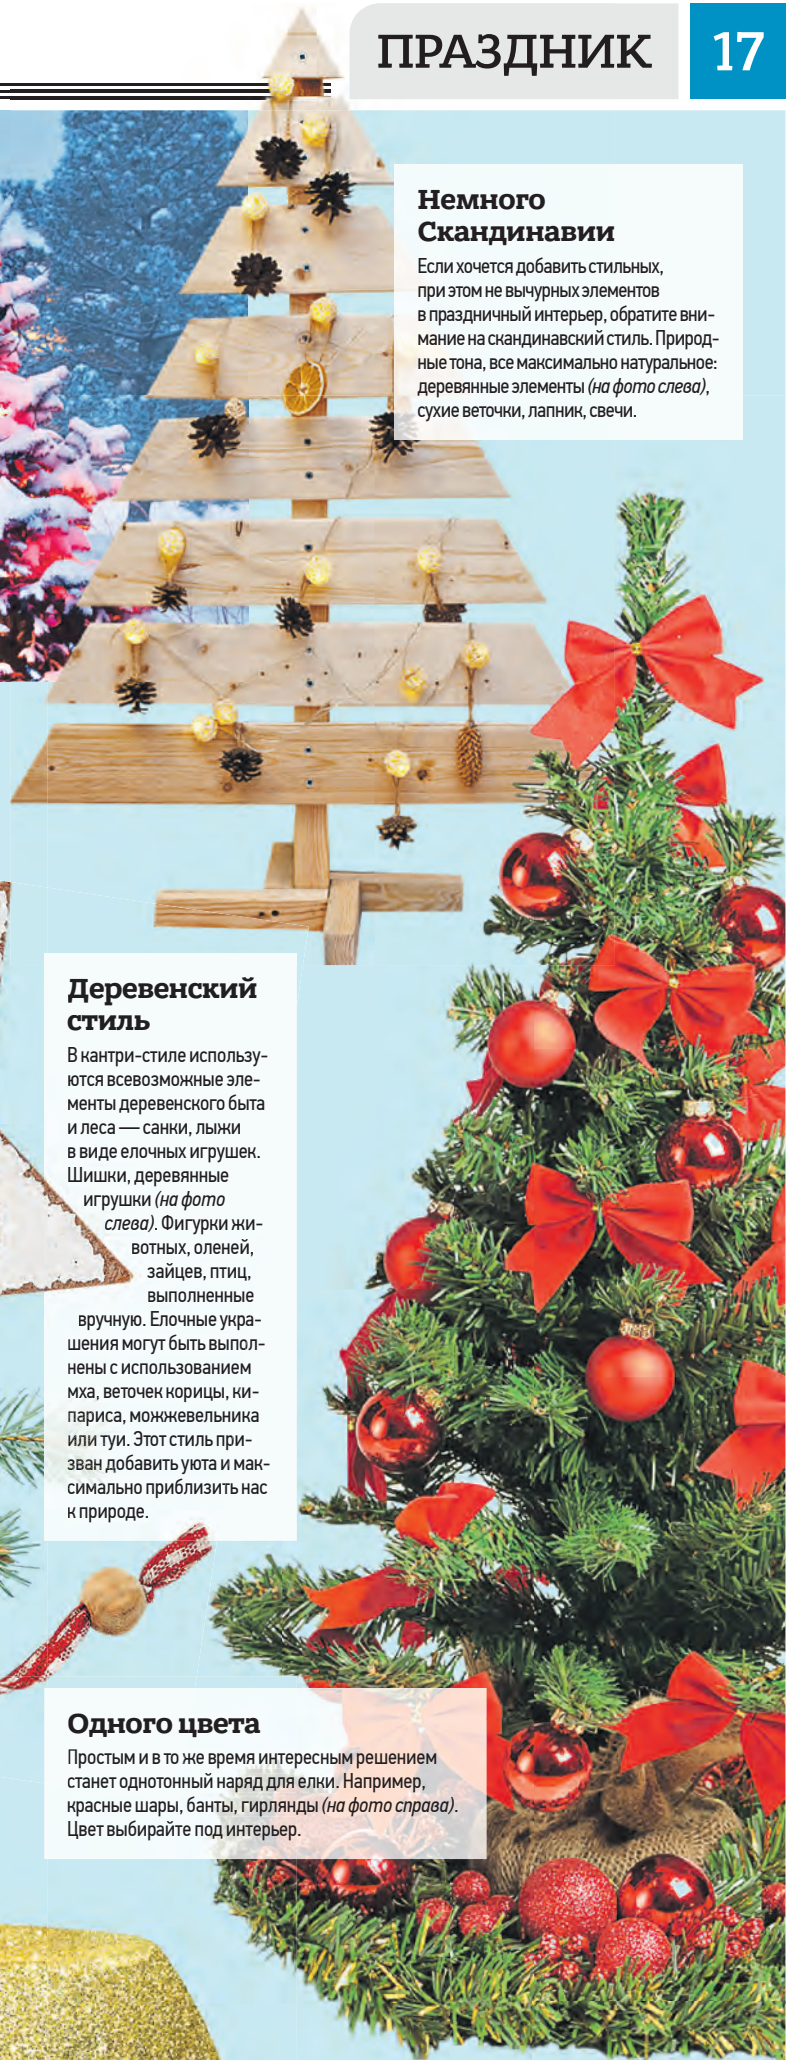 ПРАЗДНИК 17
Немного
Скандинавии
Если хочется добавить стильных,
при этом не вычурных элементов
в праздничный интерьер, обратите вни-
мание на скандинавский стиль. Природ-
ные тона, все максимально натуральное:
деревянные элементы (на фото слева),
сухие веточки, лапник, свечи.
Деревенский
стиль
В кантри-стиле использу-
ются всевозможные эле-
менты деревенского быта
и леса — санки, лыжи
в виде елочных игрушек.
Шишки, деревянные
игрушки (на фото
слева). Фигурки жи-
вотных, оленей,
зайцев, птиц,
выполненные
вручную. Елочные укра-
шения могут быть выпол-
нены с использованием
мха, веточек корицы, ки-
париса, можжевельника
или туи. Этот стиль при-
зван добавить уюта и мак-
симально приблизить нас
к природе.
Одного цвета
Простым и в то же время интересным решением
станет однотонный наряд для елки. Например,
красные шары, банты, гирлянды (на фото справа).
Цвет выбирайте под интерьер.